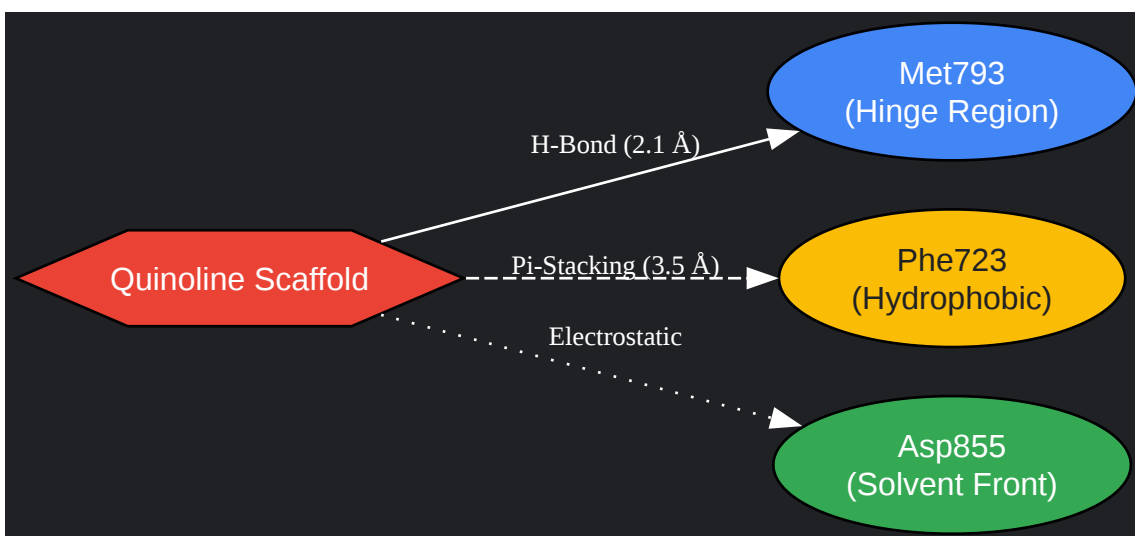 Met793
(Hinge Region)
H-Bond (2.1 Å)
Quinoline Scaffold
Pi-Stacking (3.5 Å)
Phe723
(Hydrophobic)
Electrostatic
Asp855
(Solvent Front)